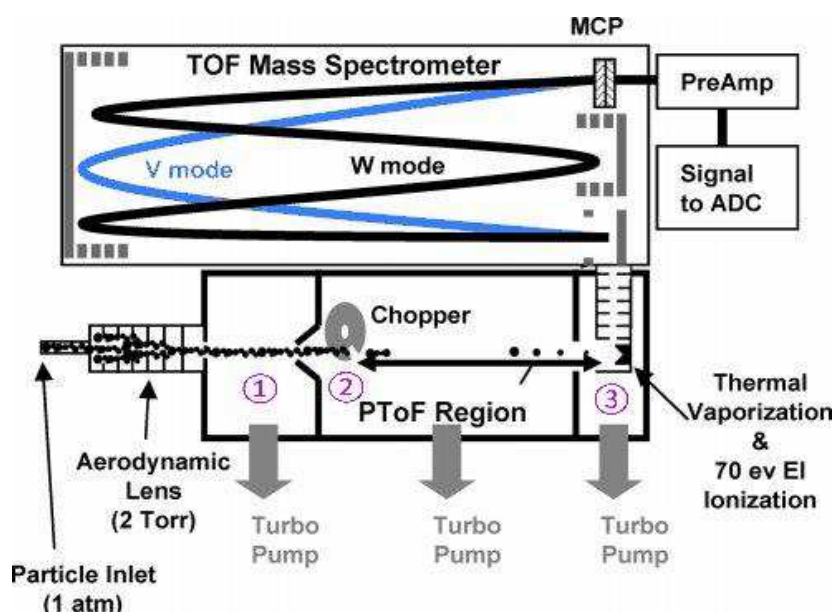 MCP
TOF Mass Spectrometer
PreAmp
V mode
W mode
Signal
to ADC
Chopper
①
②
③
PToF Region
Aerodynamic
Lens
(2 Torr)
Thermal
Vaporization
&
70 ev EI
Ionization
Turbo
Pump
Turbo
Pump
Turbo
Pump
Particle Inlet
(1 atm)